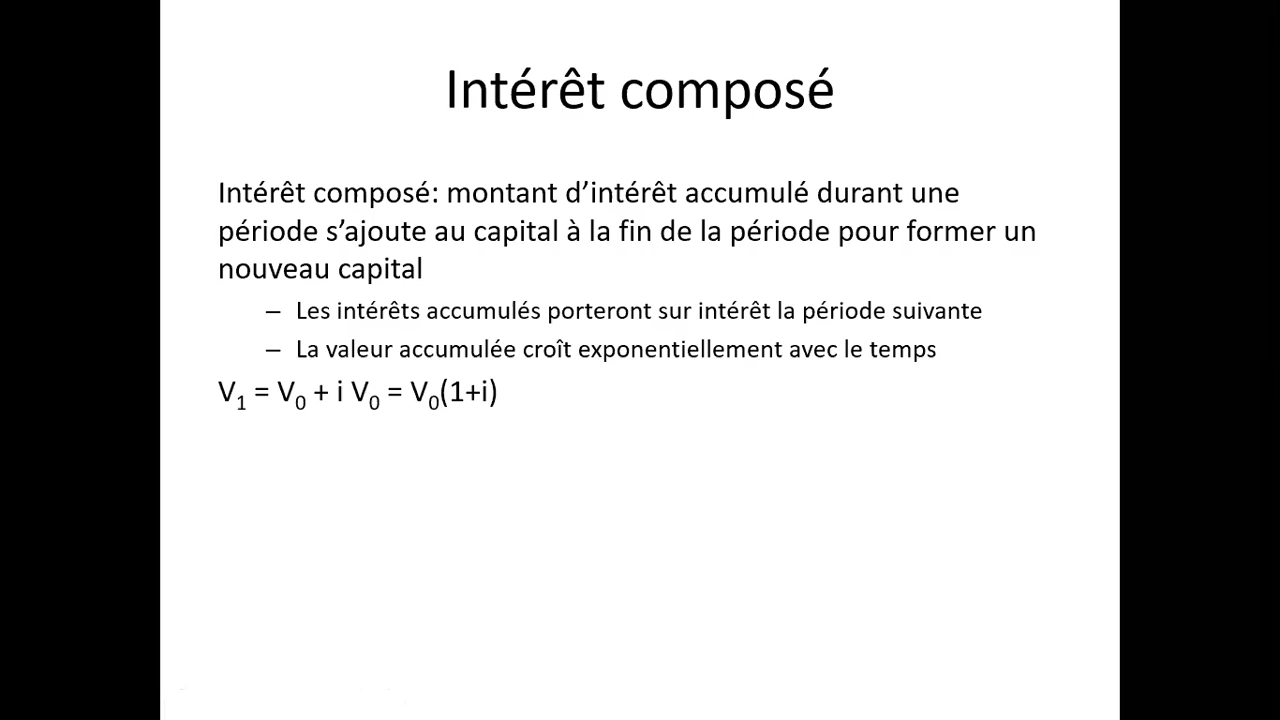 Intérêt composé
Intérêt composé: montant d’intérêt accumulé durant une
période s’ajoute au capital à la fin de la période pour former un
nouveau capital
– Les intérêts accumulés porteront sur intérêt la période suivante
– La valeur accumulée croît exponentiellement avec le temps
V₁ = V₀ + i V₀ = V₀(1+i)